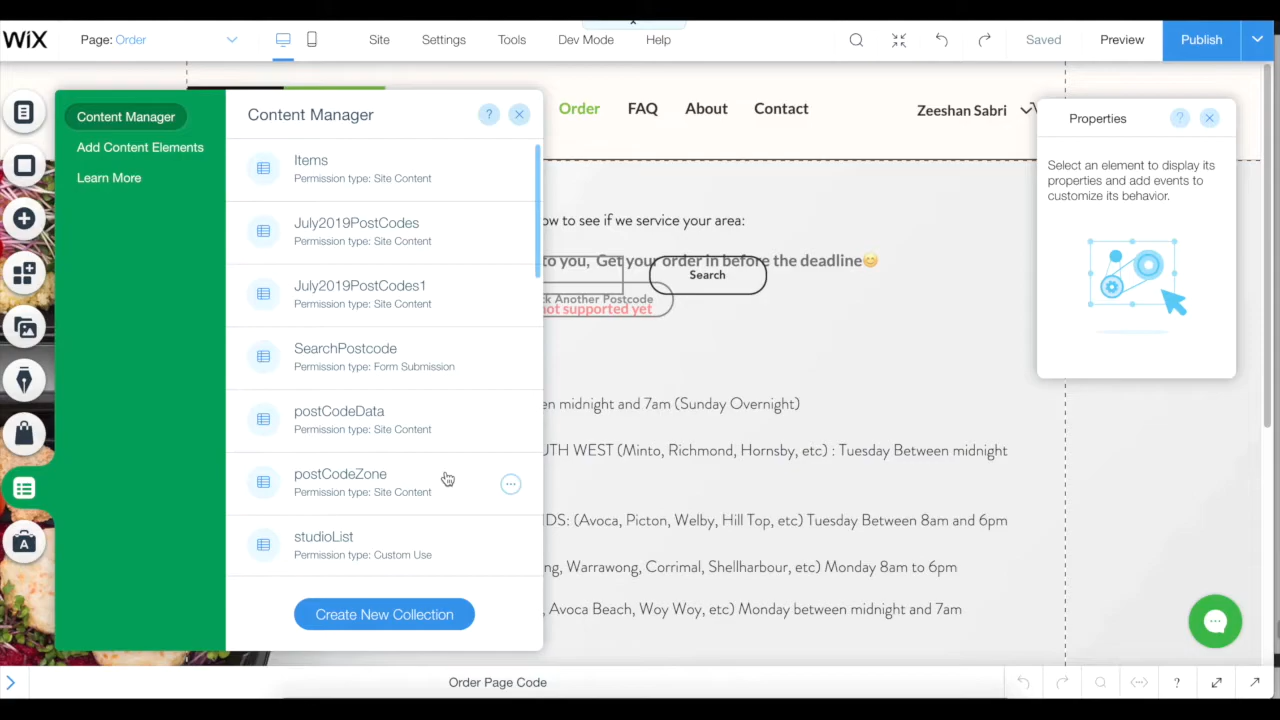 WiX
Page: Order
Site
Settings
Tools
Dev Mode
Help
Saved
Preview
Publish
Content Manager
Add Content Elements
Learn More
Content Manager
?
Items
Permission type: Site Content
July2019PostCodes
Permission type: Site Content
July2019PostCodes1
Permission type: Site Content
SearchPostcode
Permission type: Form Submission
postCodeData
Permission type: Site Content
postCodeZone
Permission type: Site Content
studioList
Permission type: Custom Use
Create New Collection
Order
FAQ
About
Contact
Zeeshan Sabri
ow to see if we service your area:
to you, Get your order in before the deadline😊
Search
ck Another Postcode
not supported yet
en midnight and 7am (Sunday Overnight)
UTH WEST (Minto, Richmond, Hornsby, etc) : Tuesday Between midnight
NDS: (Avoca, Picton, Welby, Hill Top, etc) Tuesday Between 8am and 6pm
ng, Warrawong, Corrimal, Shellharbour, etc) Monday 8am to 6pm
, Avoca Beach, Woy Woy, etc) Monday between midnight and 7am
Properties
?
Select an element to display its
properties and add events to
customize its behavior.
Order Page Code
?